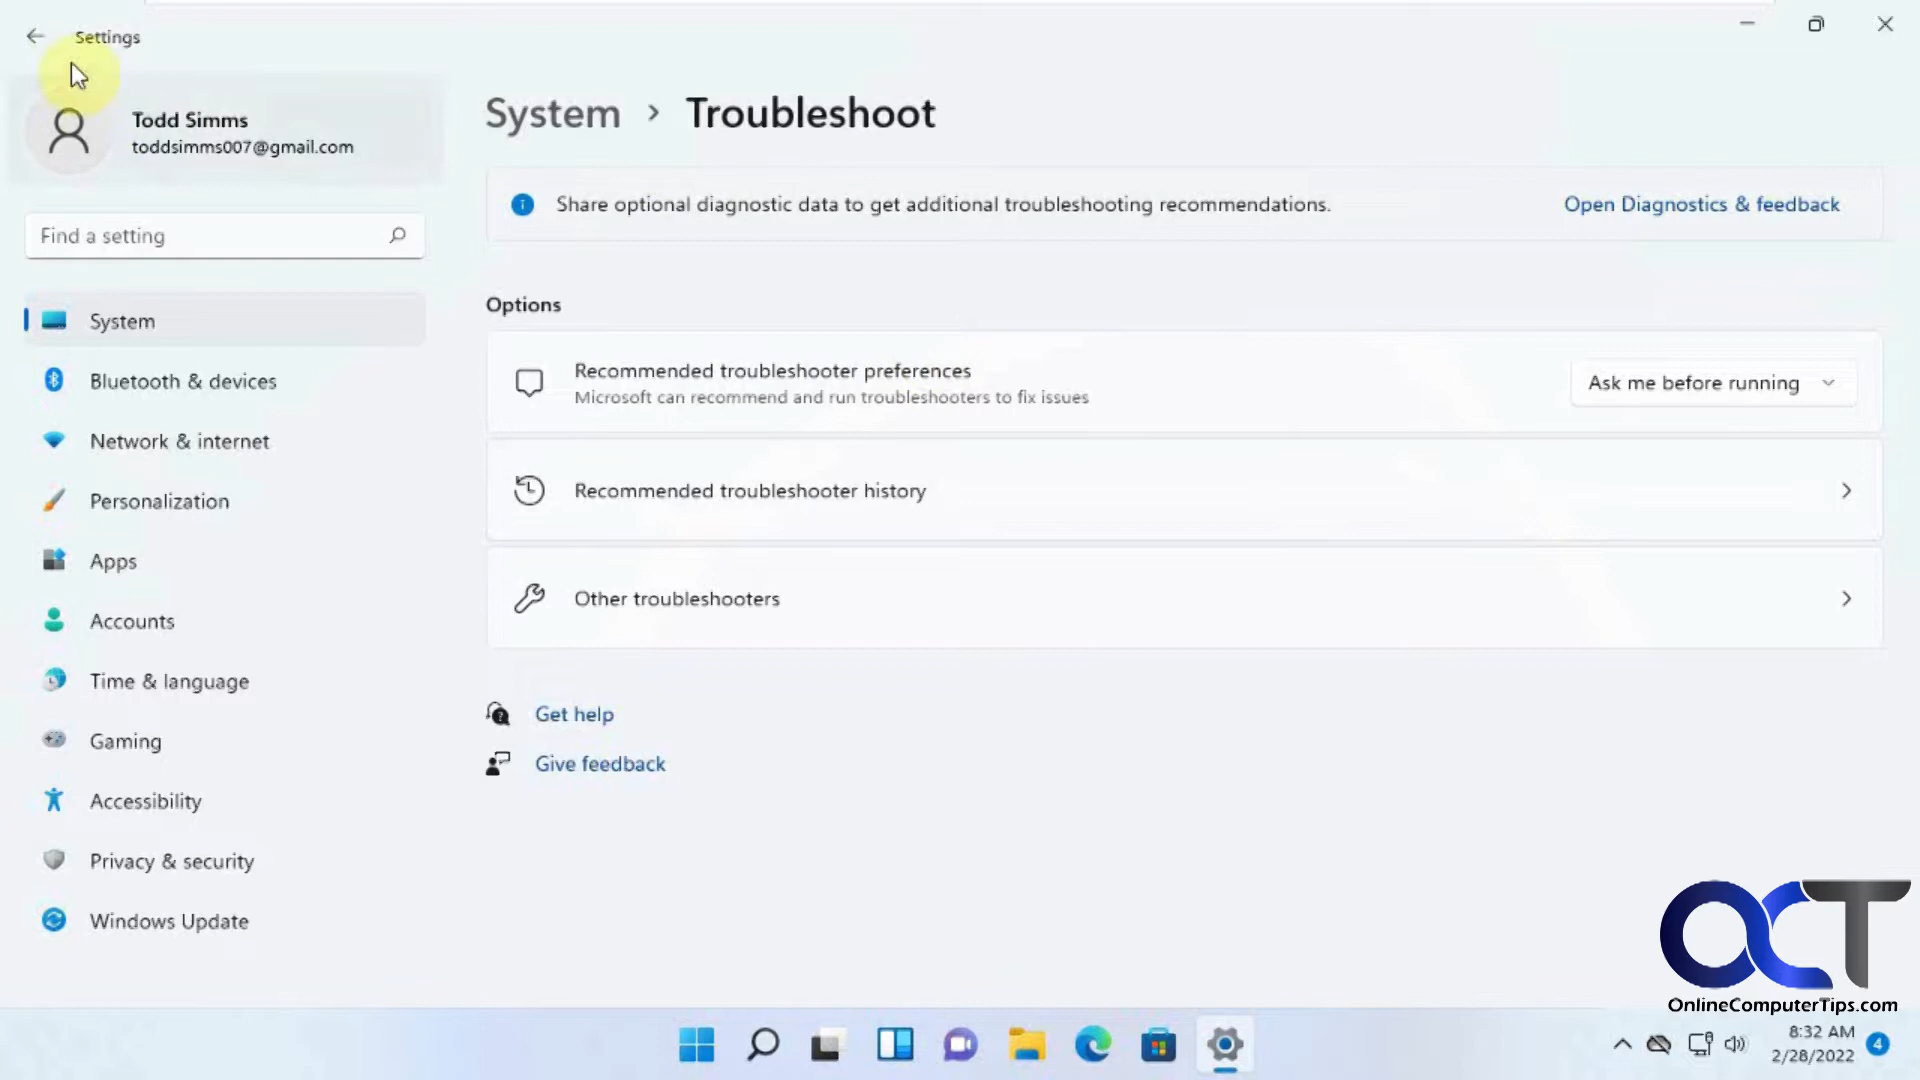 Settings
Todd Simms
toddsimms007@gmail.com
Find a setting
System
Bluetooth & devices
Network & internet
Personalization
Apps
Accounts
Time & language
Gaming
Accessibility
Privacy & security
Windows Update
System > Troubleshoot
Share optional diagnostic data to get additional troubleshooting recommendations.
Open Diagnostics & feedback
Options
Recommended troubleshooter preferences
Microsoft can recommend and run troubleshooters to fix issues
Ask me before running
Recommended troubleshooter history
Other troubleshooters
Get help
Give feedback
OCT
OnlineComputerTips.com
8:32 AM
2/28/2022
4